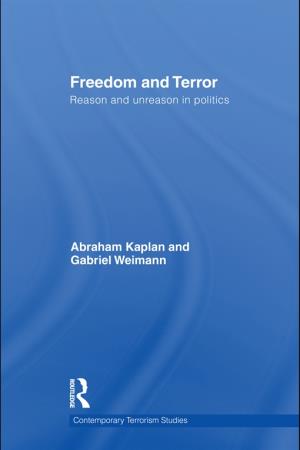 Freedom and Terror
Reason and unreason in politics
Abraham Kaplan and
Gabriel Weimann
ROUTLEDGE
Contemporary Terrorism Studies